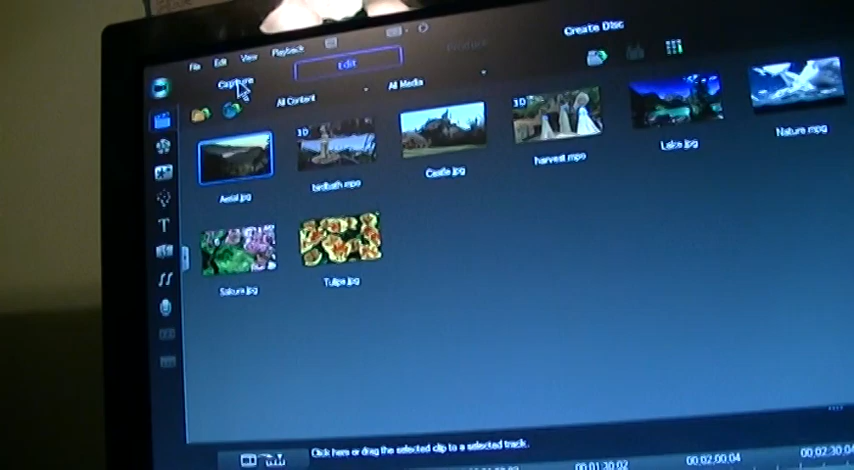 File Edit View Playback
Create Disc
Capture Edit Produce
All Content All Media
3D 3D
Aerial.jpg birdbath.mpo Castle.jpg harvest.mpo Lake.jpg Nature.mpg
Sakura.jpg Tulips.jpg
T
Click here or drag the selected clip to a selected track.
00:01:30:02 00:02:00:04 00:02:30:04